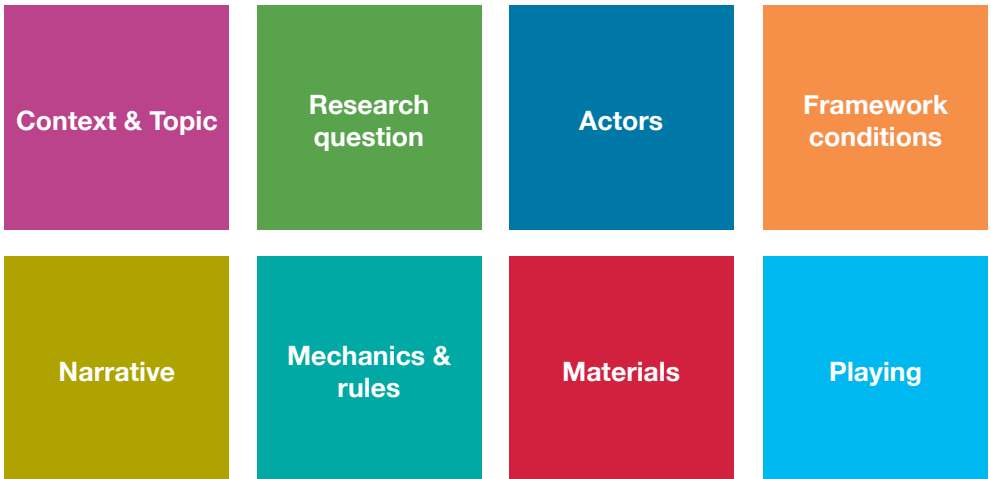 Context & Topic
Research
question
Actors
Framework
conditions
Narrative
Mechanics &
rules
Materials
Playing